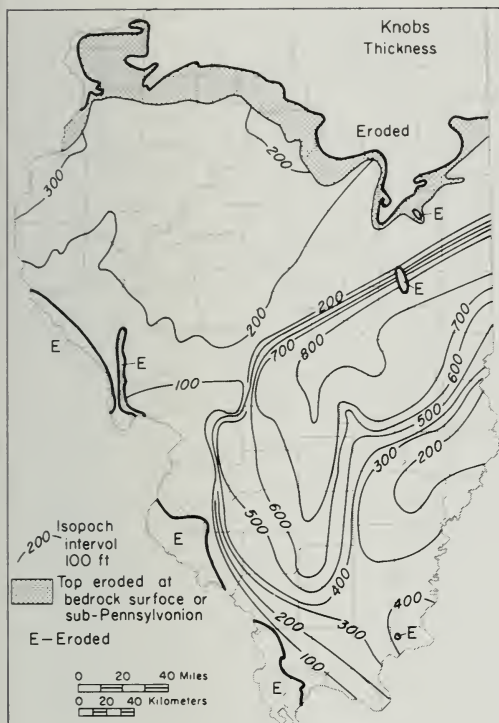 Knobs
Thickness
Eroded
200
300
E
E
200
200
700
800
700
600
500
300
200
E
E
100
500
600
400
400
E
300
200
100
E
E
200
Isopach
interval
100 ft
Top eroded at
bedrock surface or
sub-Pennsylvanian
E—Eroded
0 20 40 Miles
0 20 40 Kilometers